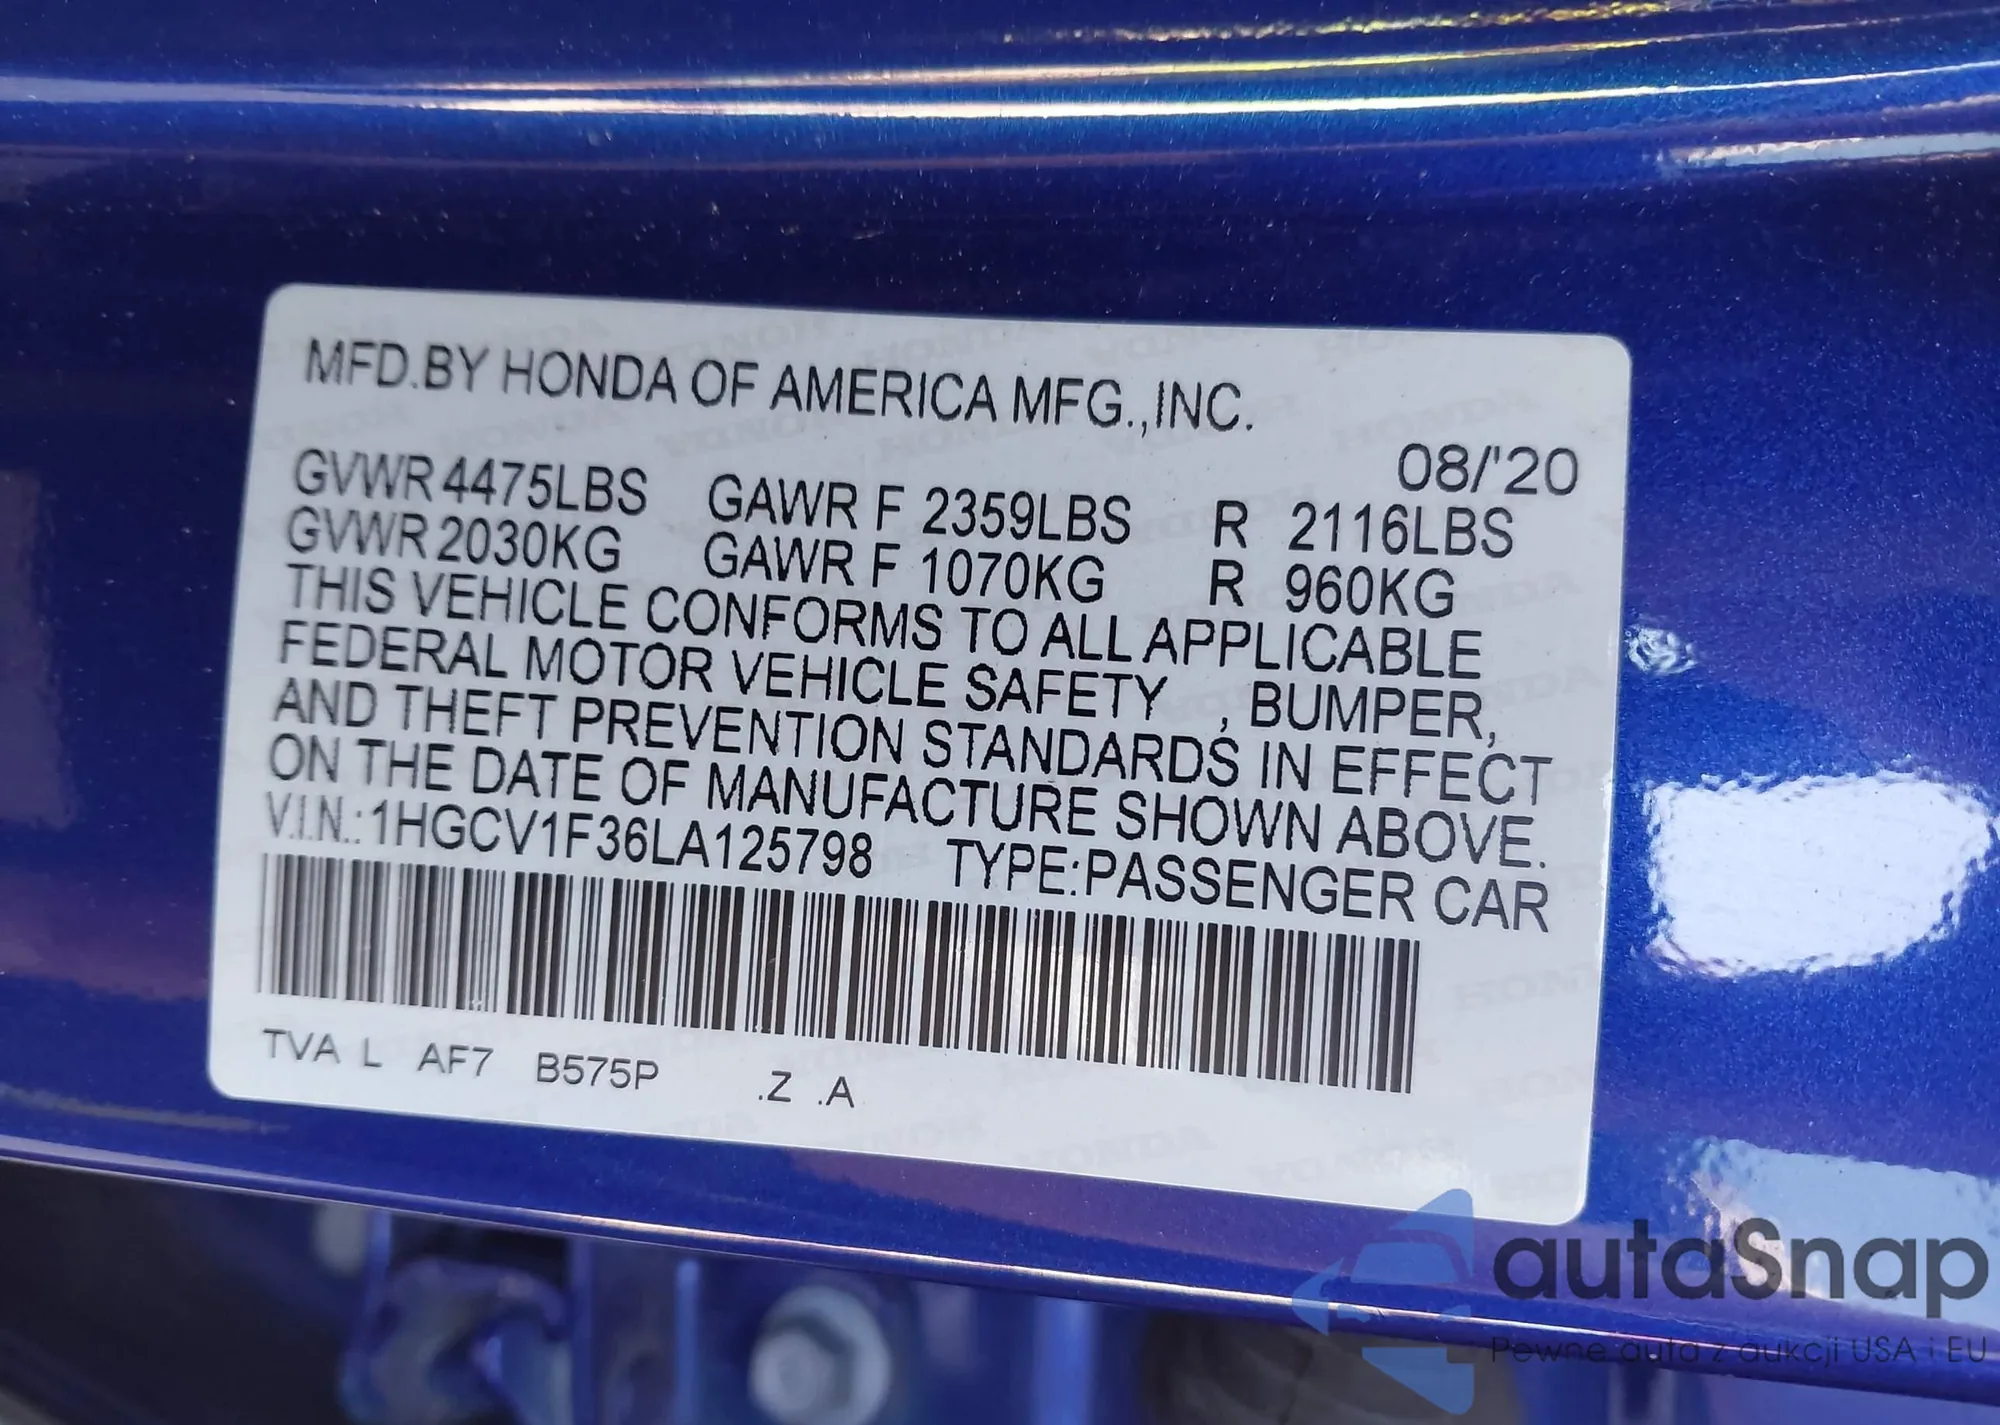 MFD.BY HONDA OF AMERICA MFG.,INC.
08/'20
GVWR 4475LBS GAWR F 2359LBS R 2116LBS
GVWR 2030KG GAWR F 1070KG R 960KG
THIS VEHICLE CONFORMS TO ALL APPLICABLE
FEDERAL MOTOR VEHICLE SAFETY , BUMPER,
AND THEFT PREVENTION STANDARDS IN EFFECT
ON THE DATE OF MANUFACTURE SHOWN ABOVE.
V.I.N.: 1HGCV1F36LA125798 TYPE:PASSENGER CAR
TVA L AF7 B575P .Z .A
autaSnap
Pewne auta z aukcji USA i EU